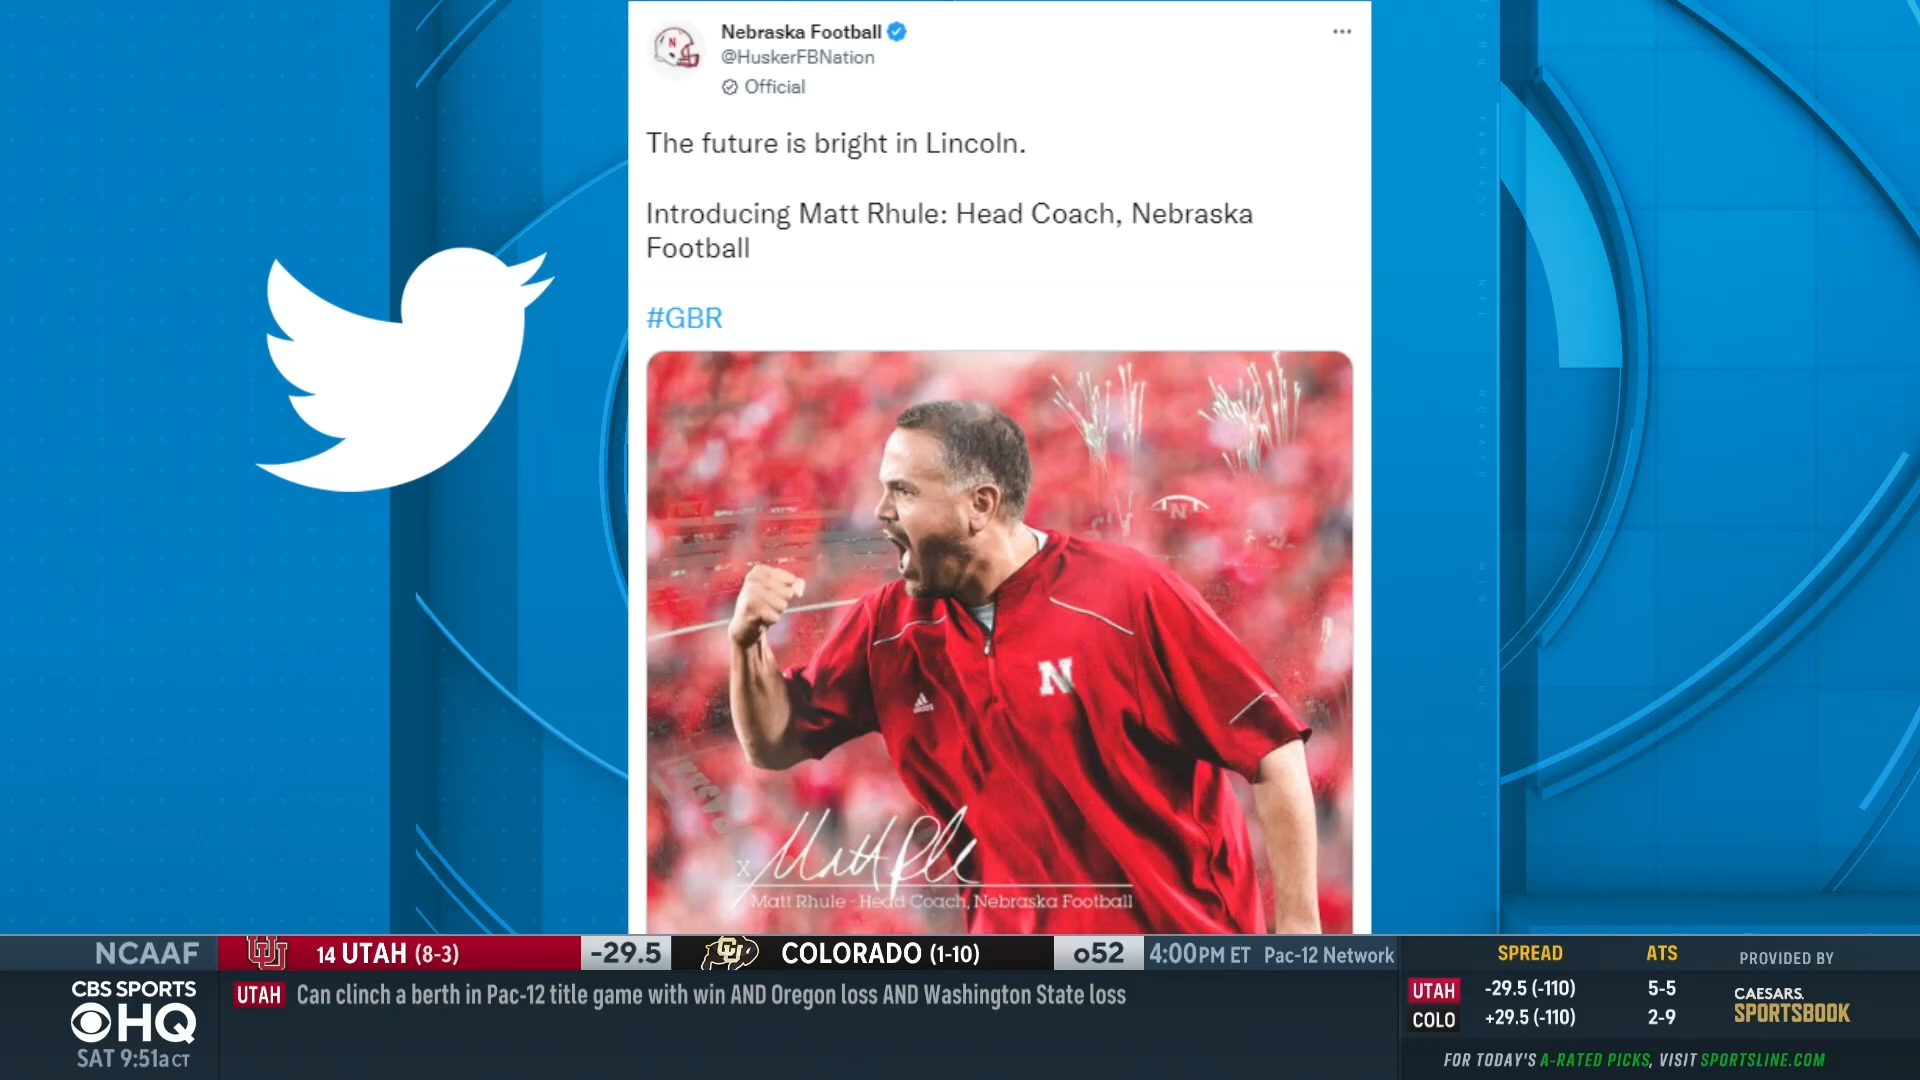 Nebraska Football
@HuskerFBNation
Official
The future is bright in Lincoln.
Introducing Matt Rhule: Head Coach, Nebraska
Football
#GBR
N
adidas
N
x Matt Rhule
Matt Rhule - Head Coach, Nebraska Football
NCAAF
14 UTAH (8-3)
-29.5
CU
COLORADO (1-10)
o52
4:00PM ET Pac-12 Network
CBS SPORTS
HQ
SAT 9:51a CT
UTAH Can clinch a berth in Pac-12 title game with win AND Oregon loss AND Washington State loss
SPREAD ATS
UTAH -29.5 (-110) 5-5
COLO +29.5 (-110) 2-9
PROVIDED BY
CAESARS
SPORTSBOOK
FOR TODAY'S A-RATED PICKS, VISIT SPORTSLINE.COM